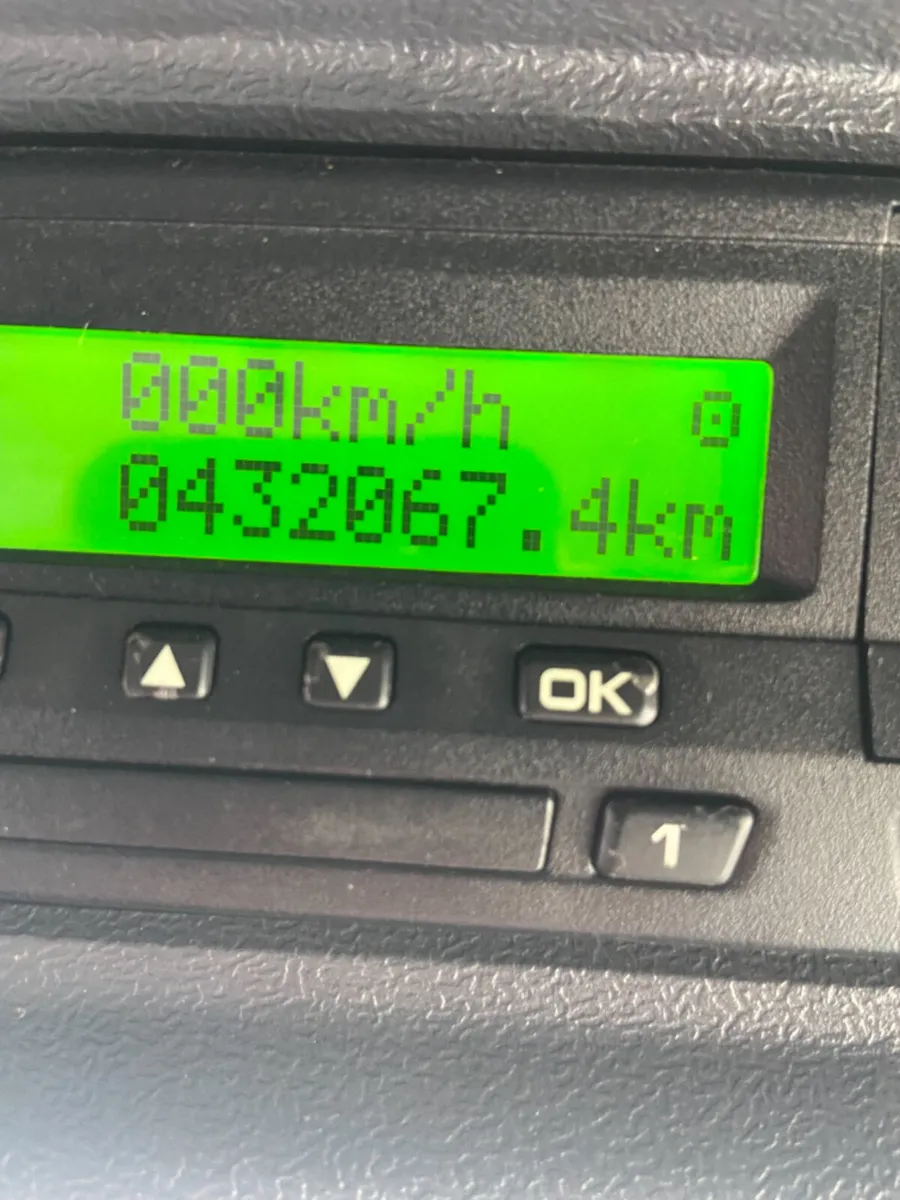 000km/h ⊙
0432067.4km
▲ ▼ OK
1